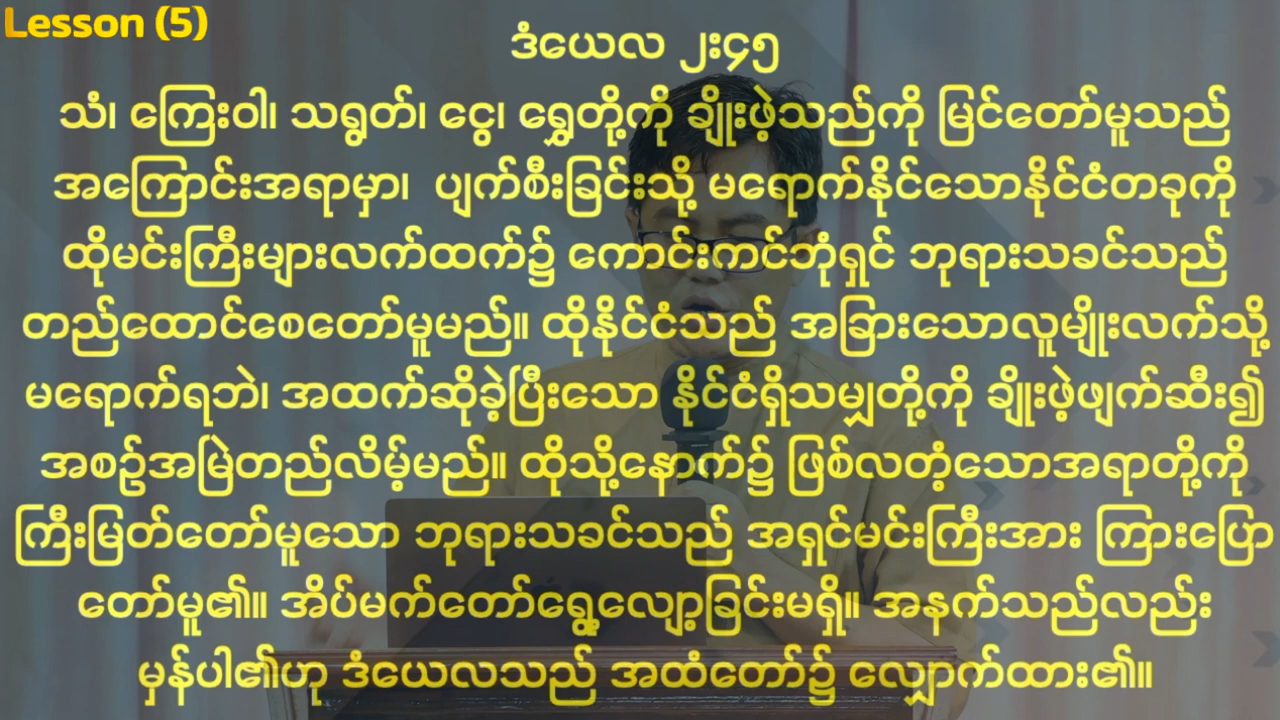 Lesson (5)
ဒံယေလ ၂း၄၅
သံ၊ ကြေးဝါ၊ သရွတ်၊ ငွေ၊ ရွှေတို့ကို ချိုးဖဲ့သည်ကို မြင်တော်မူသည်
အကြောင်းအရာမှာ၊ ပျက်စီးခြင်းသို့ မရောက်နိုင်သောနိုင်ငံတခုကို
ထိုမင်းကြီးများလက်ထက်၌ ကောင်းကင်ဘုံရှင် ဘုရားသခင်သည်
တည်ထောင်စေတော်မူမည်။ ထိုနိုင်ငံသည် အခြားသောလူမျိုးလက်သို့
မရောက်ရဘဲ၊ အထက်ဆိုခဲ့ပြီးသော နိုင်ငံရှိသမျှတို့ကို ချိုးဖဲ့ဖျက်ဆီး၍
အစဉ်အမြဲတည်လိမ့်မည်။ ထိုသို့နောက်၌ ဖြစ်လတံ့သောအရာတို့ကို
ကြီးမြတ်တော်မူသော ဘုရားသခင်သည် အရှင်မင်းကြီးအား ကြားပြော
တော်မူ၏။ အိပ်မက်တော်ရွေ့လျော့ခြင်းမရှိ။ အနက်သည်လည်း
မှန်ပါ၏ဟု ဒံယေလသည် အထံတော်၌ လျှောက်ထား၏။